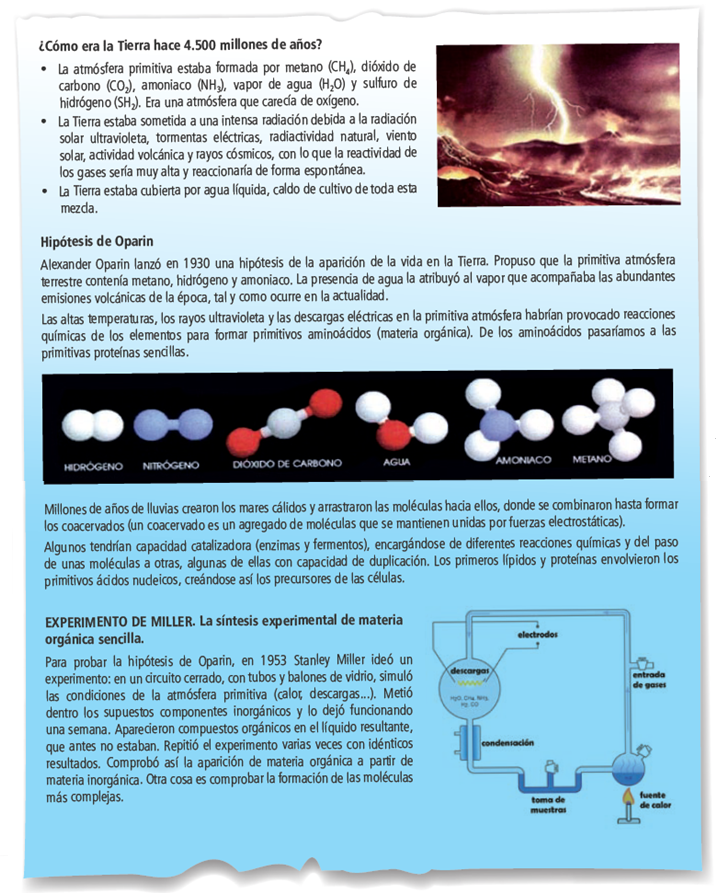 ¿Cómo era la Tierra hace 4.500 millones de años?
• La atmósfera primitiva estaba formada por metano (CH4), dióxido de
carbono (CO2), amoniaco (NH3), vapor de agua (H2O) y sulfuro de
hidrógeno (SH2). Era una atmósfera que carecía de oxígeno.
• La Tierra estaba sometida a una intensa radiación debida a la radiación
solar ultravioleta, tormentas eléctricas, radiactividad natural, viento
solar, actividad volcánica y rayos cósmicos, con lo que la reactividad de
los gases sería muy alta y reaccionaría de forma espontánea.
• La Tierra estaba cubierta por agua líquida, caldo de cultivo de toda esta
mezcla.
Hipótesis de Oparin
Alexander Oparin lanzó en 1930 una hipótesis de la aparición de la vida en la Tierra. Propuso que la primitiva atmósfera
terrestre contenía metano, hidrógeno y amoniaco. La presencia de agua la atribuyó al vapor que acompañaba las abundantes
emisiones volcánicas de la época, tal y como ocurre en la actualidad.
Las altas temperaturas, los rayos ultravioleta y las descargas eléctricas en la primitiva atmósfera habrían provocado reacciones
químicas de los elementos para formar primitivos aminoácidos (materia orgánica). De los aminoácidos pasaríamos a las
primitivas proteínas sencillas.
HIDRÓGENO NITRÓGENO DIÓXIDO DE CARBONO AGUA AMONIACO METANO
Millones de años de lluvias crearon los mares cálidos y arrastraron las moléculas hacia ellos, donde se combinaron hasta formar
los coacervados (un coacervado es un agregado de moléculas que se mantienen unidas por fuerzas electrostáticas).
Algunos tendrían capacidad catalizadora (enzimas y fermentos), encargándose de diferentes reacciones químicas y del paso
de unas moléculas a otras, algunas de ellas con capacidad de duplicación. Los primeros lípidos y proteínas envolvieron los
primitivos ácidos nucleicos, creándose así los precursores de las células.
EXPERIMENTO DE MILLER. La síntesis experimental de materia
orgánica sencilla.
Para probar la hipótesis de Oparin, en 1953 Stanley Miller ideó un
experimento: en un circuito cerrado, con tubos y balones de vidrio, simuló
las condiciones de la atmósfera primitiva (calor, descargas...). Metió
dentro los supuestos componentes inorgánicos y lo dejó funcionando
una semana. Aparecieron compuestos orgánicos en el líquido resultante,
que antes no estaban. Repitió el experimento varias veces con idénticos
resultados. Comprobó así la aparición de materia orgánica a partir de
materia inorgánica. Otra cosa es comprobar la formación de las moléculas
más complejas.
electrodos
descargas
H2O, CH4, NH3,
H2, CO
entrada
de gases
condensación
toma de
muestras
fuente
de calor